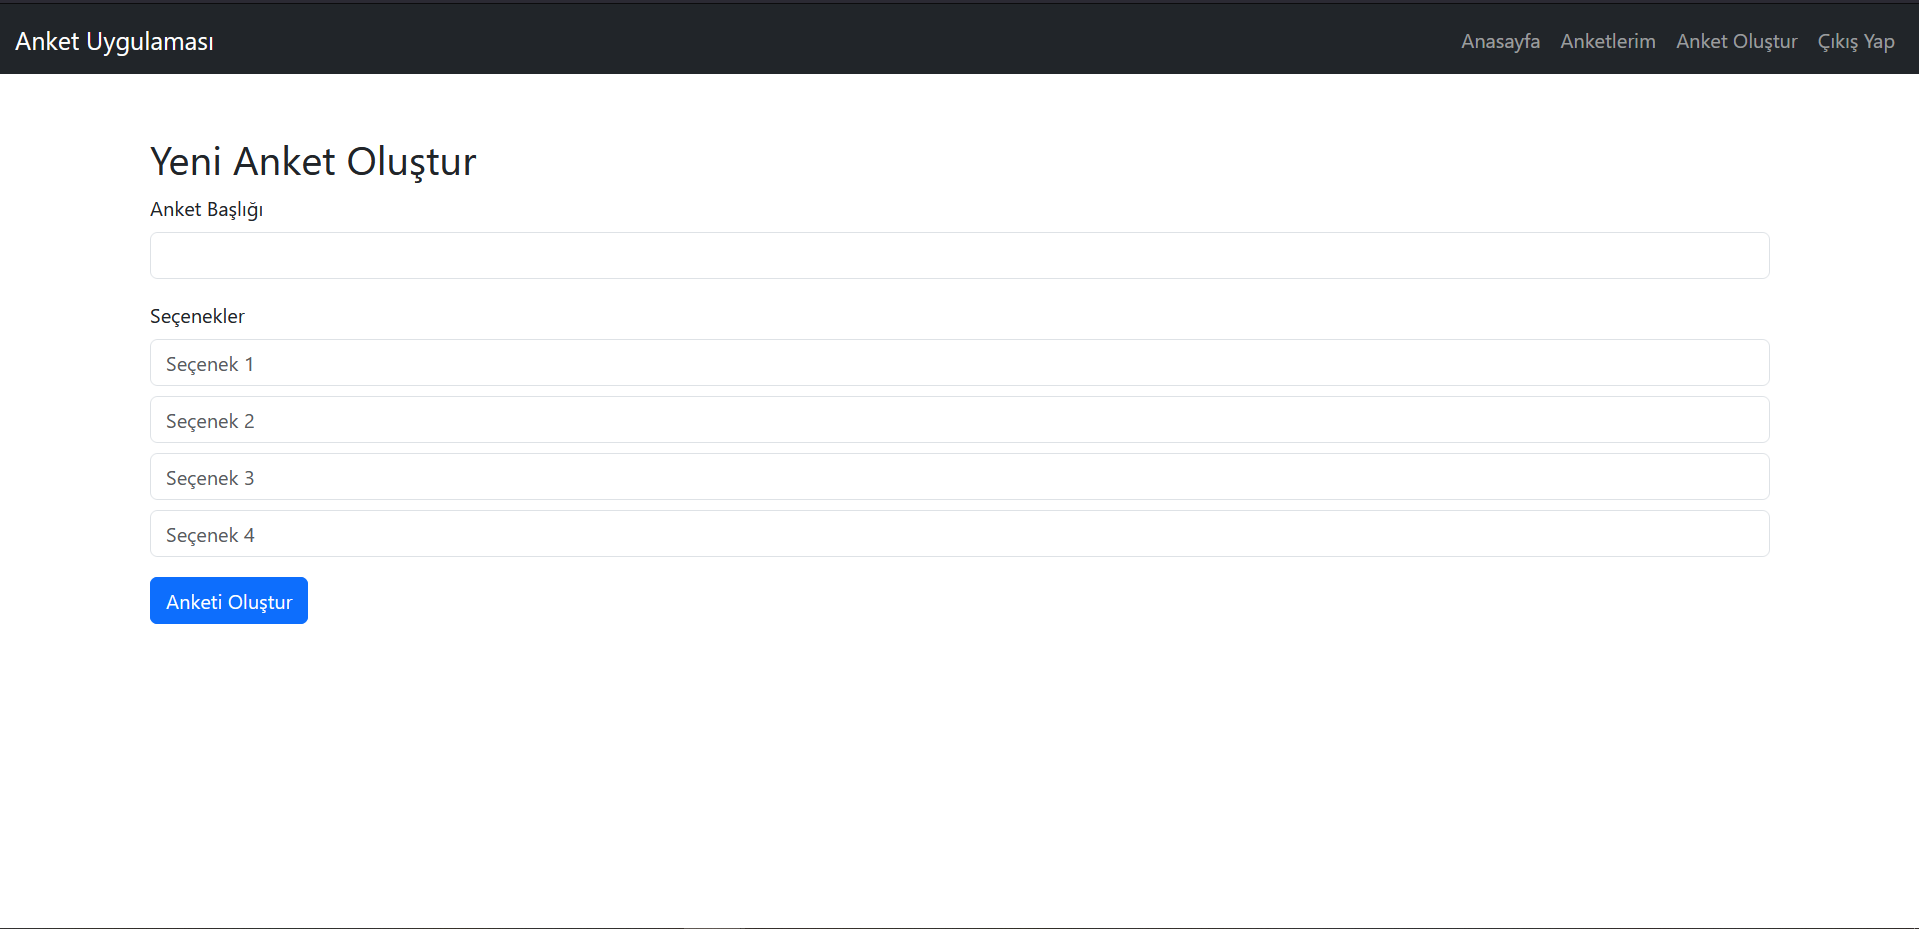 Anket Uygulaması
Anasayfa Anketlerim Anket Oluştur Çıkış Yap
Yeni Anket Oluştur
Anket Başlığı
Seçenekler
Seçenek 1
Seçenek 2
Seçenek 3
Seçenek 4
Anketi Oluştur